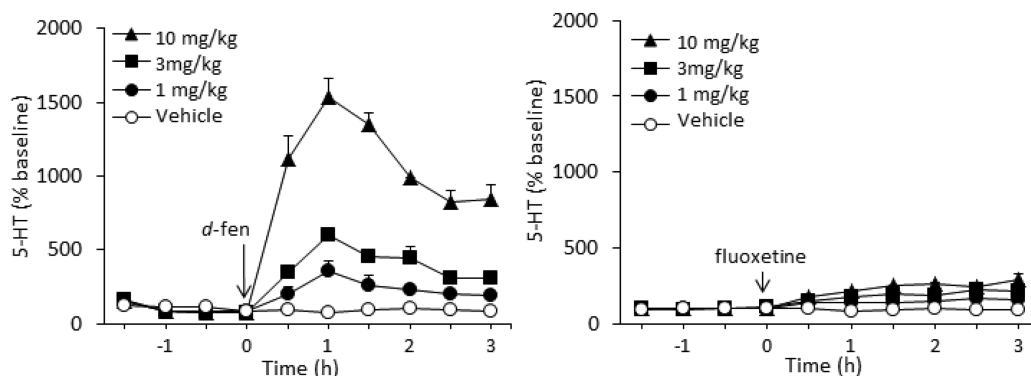 2000
1500
1000
500
0
5-HT (% baseline)
10 mg/kg
3mg/kg
1 mg/kg
Vehicle
d-fen
-1
0
1
2
3
Time (h)
2000
1500
1000
500
0
5-HT (% baseline)
10 mg/kg
3mg/kg
1 mg/kg
Vehicle
fluoxetine
-1
0
1
2
3
Time (h)